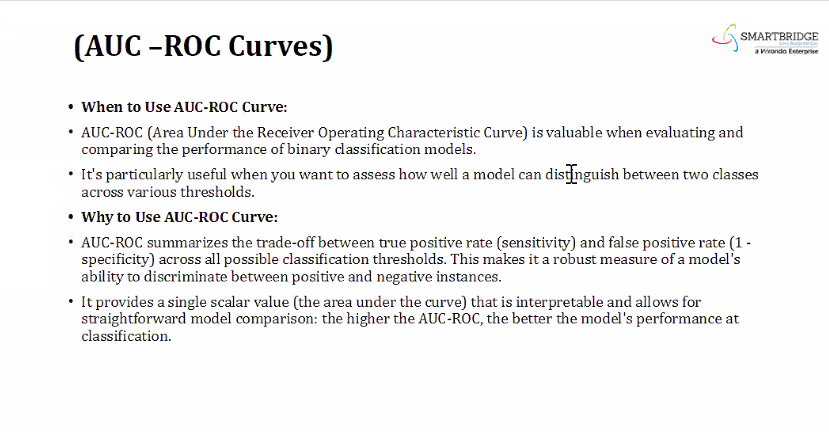 (AUC –ROC Curves)
SMARTBRIDGE
a Veranda Enterprise
• When to Use AUC-ROC Curve:
• AUC-ROC (Area Under the Receiver Operating Characteristic Curve) is valuable when evaluating and
comparing the performance of binary classification models.
• It's particularly useful when you want to assess how well a model can distinguish between two classes
across various thresholds.
• Why to Use AUC-ROC Curve:
• AUC-ROC summarizes the trade-off between true positive rate (sensitivity) and false positive rate (1 -
specificity) across all possible classification thresholds. This makes it a robust measure of a model's
ability to discriminate between positive and negative instances.
• It provides a single scalar value (the area under the curve) that is interpretable and allows for
straightforward model comparison: the higher the AUC-ROC, the better the model's performance at
classification.